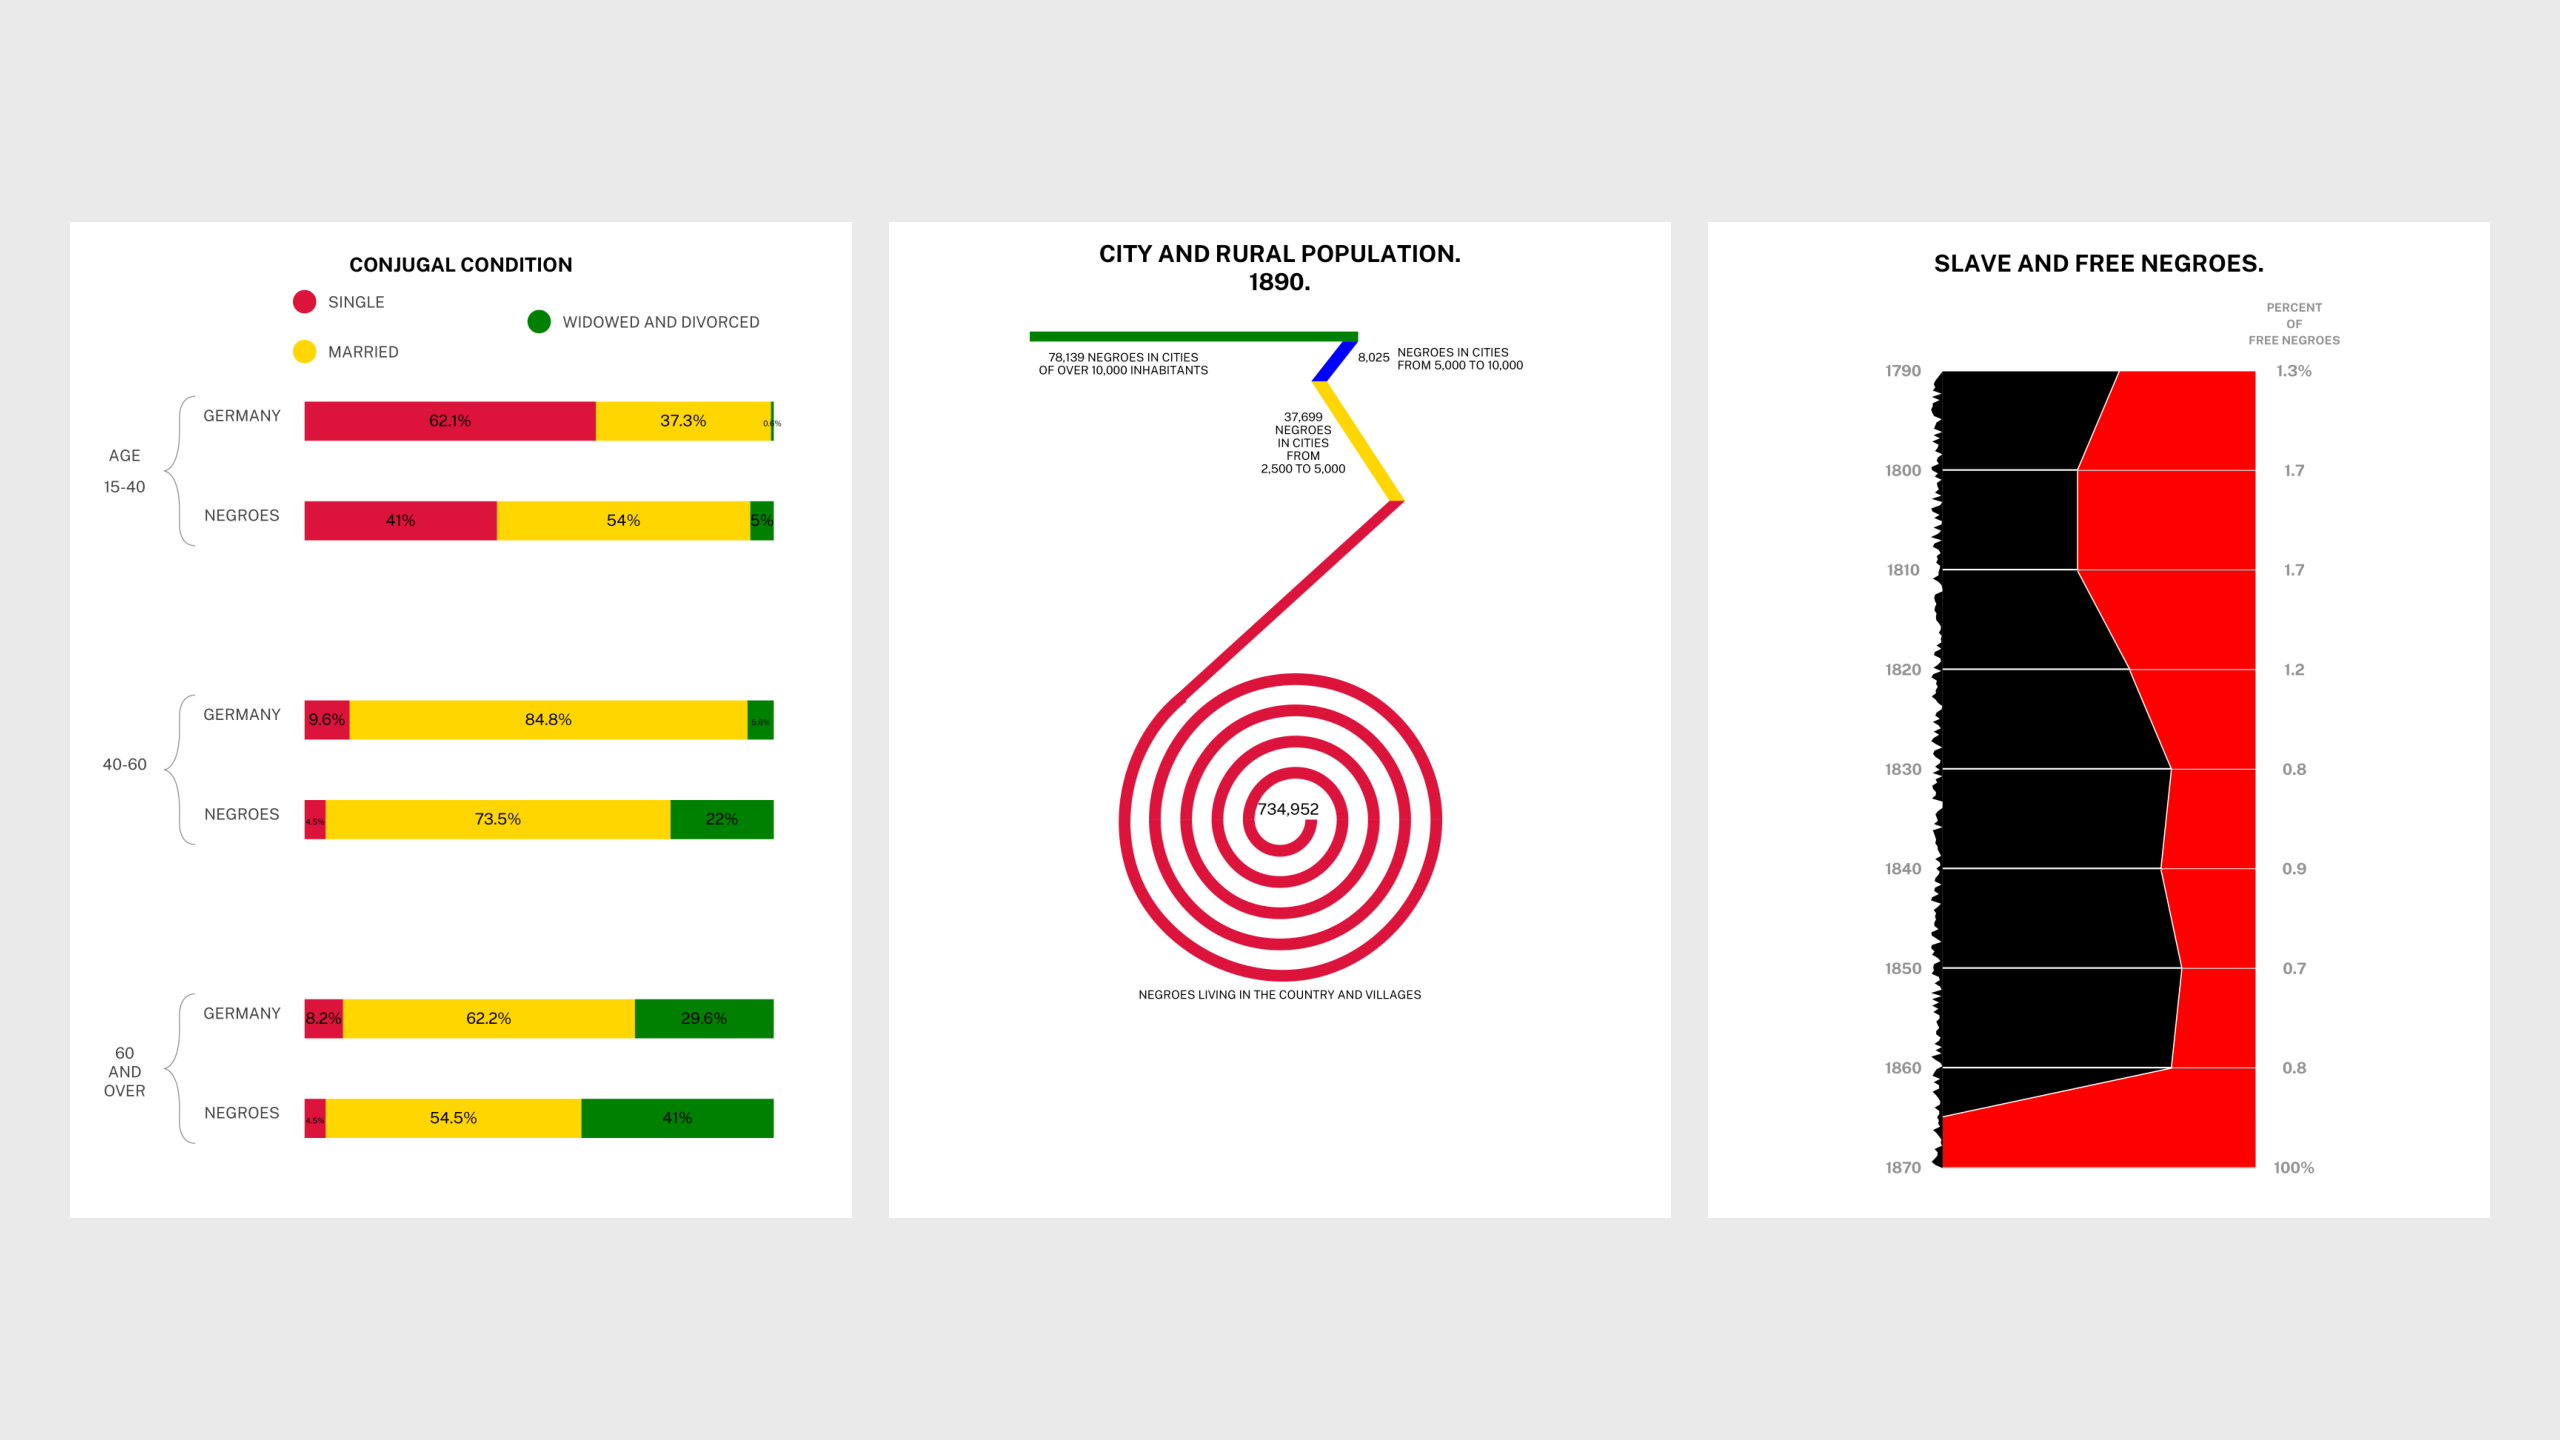 CONJUGAL CONDITION
SINGLE
WIDOWED AND DIVORCED
MARRIED
AGE
15-40
GERMANY
62.1%
37.3%
0.6%
NEGROES
41%
54%
5%
40-60
GERMANY
9.6%
84.8%
5.6%
NEGROES
4.5%
73.5%
22%
60
AND
OVER
GERMANY
8.2%
62.2%
29.6%
NEGROES
4.5%
54.5%
41%
CITY AND RURAL POPULATION.
1890.
78,139 NEGROES IN CITIES
OF OVER 10,000 INHABITANTS
8,025
NEGROES IN CITIES
FROM 5,000 TO 10,000
37,699
NEGROES
IN CITIES
FROM
2,500 TO 5,000
734,952
NEGROES LIVING IN THE COUNTRY AND VILLAGES
SLAVE AND FREE NEGROES.
PERCENT
OF
FREE NEGROES
1790
1.3%
1800
1.7
1810
1.7
1820
1.2
1830
0.8
1840
0.9
1850
0.7
1860
0.8
1870
100%